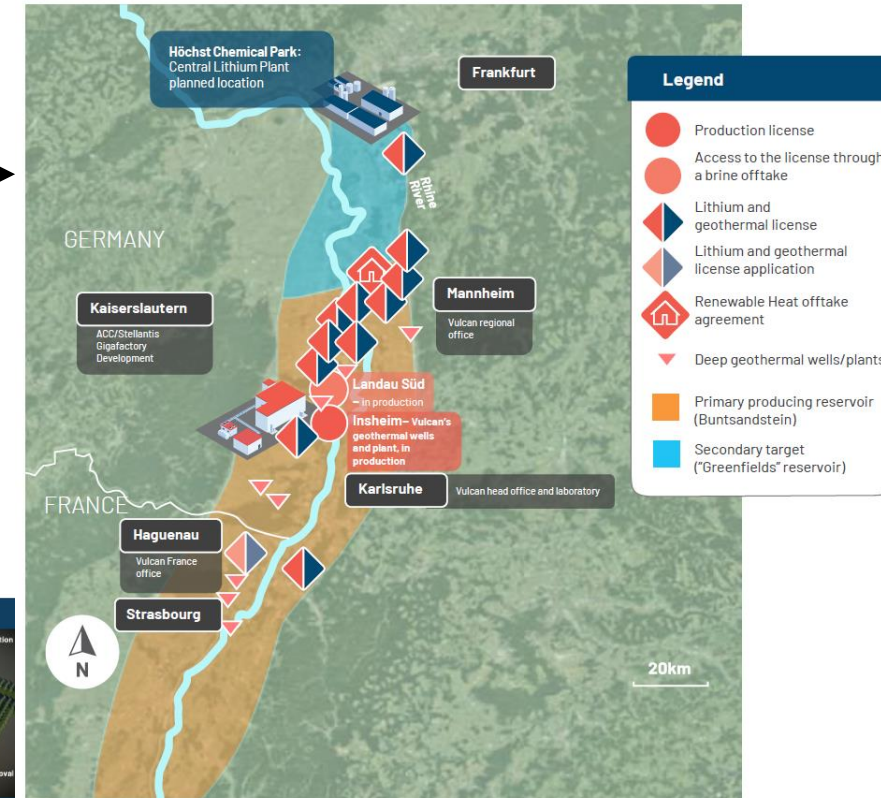 Höchst Chemical Park:
Central Lithium Plant
planned location
Frankfurt
Rhine
River
GERMANY
Kaiserslautern
ACC/Stellantis
Gigafactory
Development
Mannheim
Vulcan regional
office
Landau Süd
– in production
Insheim– Vulcan's
geothermal wells
and plant, in
production
Karlsruhe
Vulcan head office and laboratory
FRANCE
Haguenau
Vulcan France
office
Strasbourg
N
20km
Legend
Production license
Access to the license through
a brine offtake
Lithium and
geothermal license
Lithium and geothermal
license application
Renewable Heat offtake
agreement
Deep geothermal wells/plants
Primary producing reservoir
(Buntsandstein)
Secondary target
("Greenfields" reservoir)